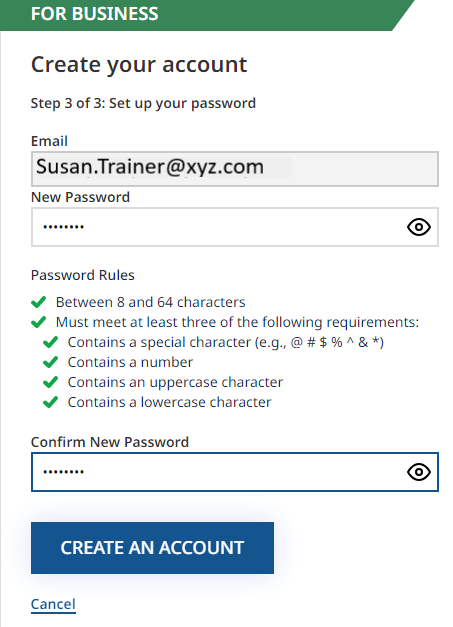 FOR BUSINESS
Create your account
Step 3 of 3: Set up your password
Email
Susan.Trainer@xyz.com
New Password
••••••••
Password Rules
Between 8 and 64 characters
Must meet at least three of the following requirements:
Contains a special character (e.g., @ # $ % ^ & *)
Contains a number
Contains an uppercase character
Contains a lowercase character
Confirm New Password
••••••••
CREATE AN ACCOUNT
Cancel